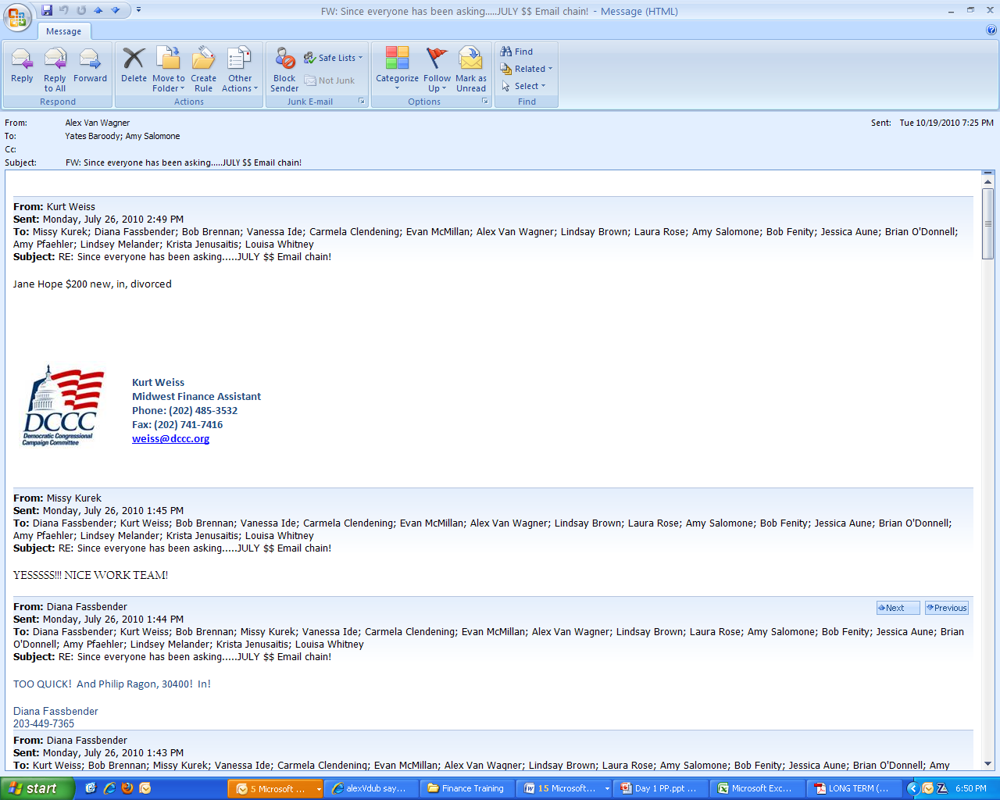 FW: Since everyone has been asking.....JULY $$ Email chain! - Message (HTML)
Message
Reply
Reply to All
Forward
Respond
Delete
Move to Folder
Create Rule
Other Actions
Actions
Block Sender
Safe Lists
Not Junk
Junk E-mail
Categorize
Follow Up
Mark as Unread
Options
Find
Related
Select
Find
From: Alex Van Wagner
Sent: Tue 10/19/2010 7:25 PM
To: Yates Baroody; Amy Salomone
Cc:
Subject: FW: Since everyone has been asking.....JULY $$ Email chain!
From: Kurt Weiss
Sent: Monday, July 26, 2010 2:49 PM
To: Missy Kurek; Diana Fassbender; Bob Brennan; Vanessa Ide; Carmela Clendening; Evan McMillan; Alex Van Wagner; Lindsay Brown; Laura Rose; Amy Salomone; Bob Fenity; Jessica Aune; Brian O'Donnell;
Amy Pfaehler; Lindsey Melander; Krista Jenusaitis; Louisa Whitney
Subject: RE: Since everyone has been asking.....JULY $$ Email chain!
Jane Hope $200 new, in, divorced
DCCC
Democratic Congressional
Campaign Committee
Kurt Weiss
Midwest Finance Assistant
Phone: (202) 485-3532
Fax: (202) 741-7416
weiss@dccc.org
From: Missy Kurek
Sent: Monday, July 26, 2010 1:45 PM
To: Diana Fassbender; Kurt Weiss; Bob Brennan; Vanessa Ide; Carmela Clendening; Evan McMillan; Alex Van Wagner; Lindsay Brown; Laura Rose; Amy Salomone; Bob Fenity; Jessica Aune; Brian O'Donnell;
Amy Pfaehler; Lindsey Melander; Krista Jenusaitis; Louisa Whitney
Subject: RE: Since everyone has been asking.....JULY $$ Email chain!
YESSSSS!!! NICE WORK TEAM!
Next
Previous
From: Diana Fassbender
Sent: Monday, July 26, 2010 1:44 PM
To: Diana Fassbender; Kurt Weiss; Bob Brennan; Missy Kurek; Vanessa Ide; Carmela Clendening; Evan McMillan; Alex Van Wagner; Lindsay Brown; Laura Rose; Amy Salomone; Bob Fenity; Jessica Aune; Brian
O'Donnell; Amy Pfaehler; Lindsey Melander; Krista Jenusaitis; Louisa Whitney
Subject: RE: Since everyone has been asking.....JULY $$ Email chain!
TOO QUICK! And Philip Ragon, 30400! In!
Diana Fassbender
203-449-7365
From: Diana Fassbender
Sent: Monday, July 26, 2010 1:43 PM
To: Kurt Weiss; Bob Brennan; Missy Kurek; Vanessa Ide; Carmela Clendening; Evan McMillan; Alex Van Wagner; Lindsay Brown; Laura Rose; Amy Salomone; Bob Fenity; Jessica Aune; Brian O'Donnell; Amy
start
5 Microsoft ...
alexVdub say...
Finance Training
15 Microsoft...
Day 1 PP.ppt ...
Microsoft Exc...
LONG TERM (...
6:50 PM